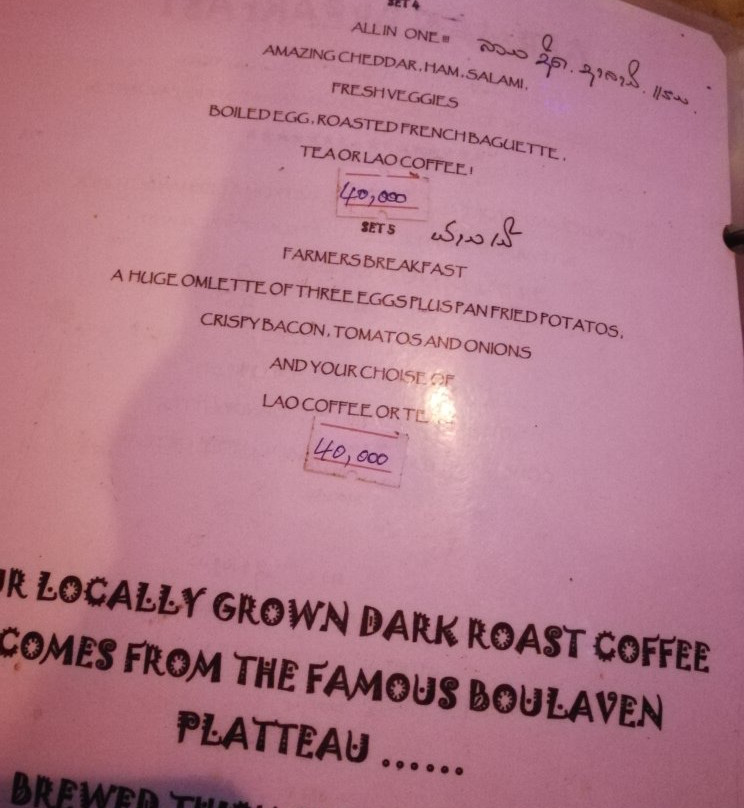 SET 4
ALL IN ONE!!
AMAZING CHEDDAR, HAM, SALAMI,
FRESH VEGGIES
BOILED EGG, ROASTED FRENCH BAGUETTE,
TEA OR LAO COFFEE!
40,000
SET 5
FARMERS BREAKFAST
A HUGE OMLETTE OF THREE EGGS PLUS PAN FRIED POTATOS,
CRISPY BACON, TOMATOS AND ONIONS
AND YOUR CHOISE OF
LAO COFFEE OR
40,000
LOCALLY GROWN DARK ROAST COFFEE
COMES FROM THE FAMOUS BOULAVEN
PLATTEAU ......
BREWED